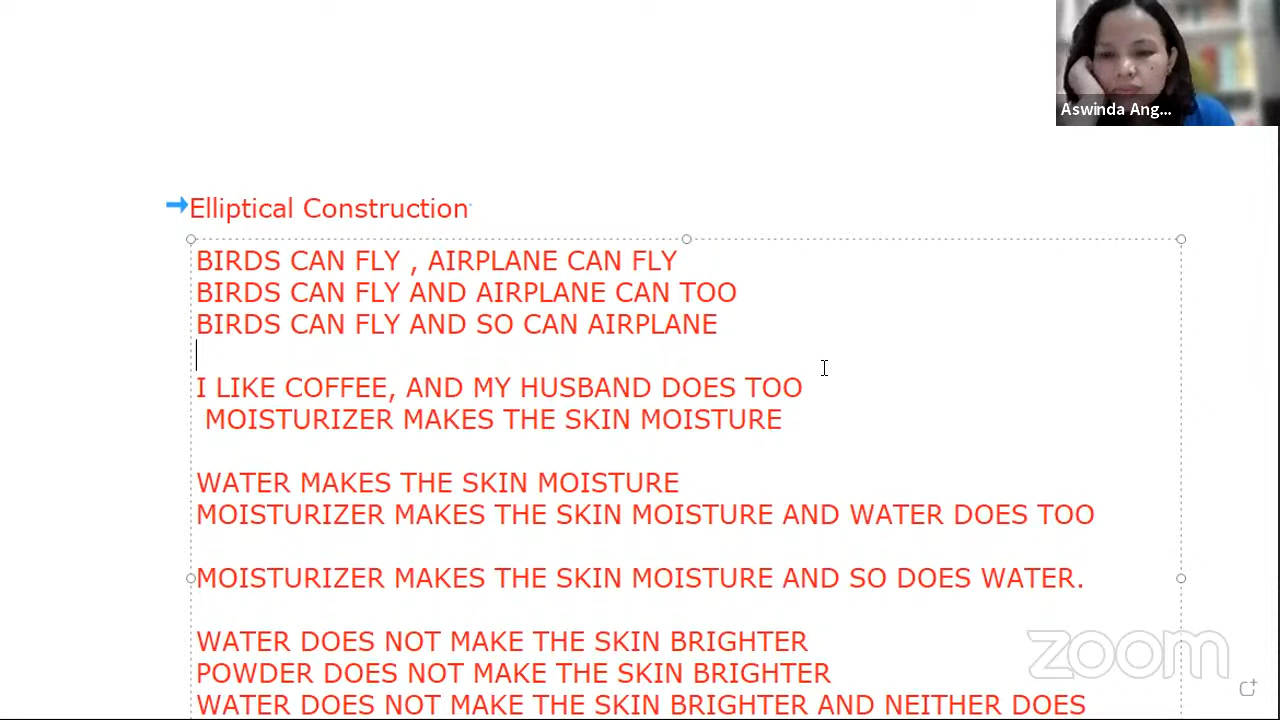 Aswinda Ang...
Elliptical Construction
BIRDS CAN FLY , AIRPLANE CAN FLY
BIRDS CAN FLY AND AIRPLANE CAN TOO
BIRDS CAN FLY AND SO CAN AIRPLANE
I LIKE COFFEE, AND MY HUSBAND DOES TOO
MOISTURIZER MAKES THE SKIN MOISTURE
WATER MAKES THE SKIN MOISTURE
MOISTURIZER MAKES THE SKIN MOISTURE AND WATER DOES TOO
MOISTURIZER MAKES THE SKIN MOISTURE AND SO DOES WATER.
WATER DOES NOT MAKE THE SKIN BRIGHTER
POWDER DOES NOT MAKE THE SKIN BRIGHTER
WATER DOES NOT MAKE THE SKIN BRIGHTER AND NEITHER DOES
zoom